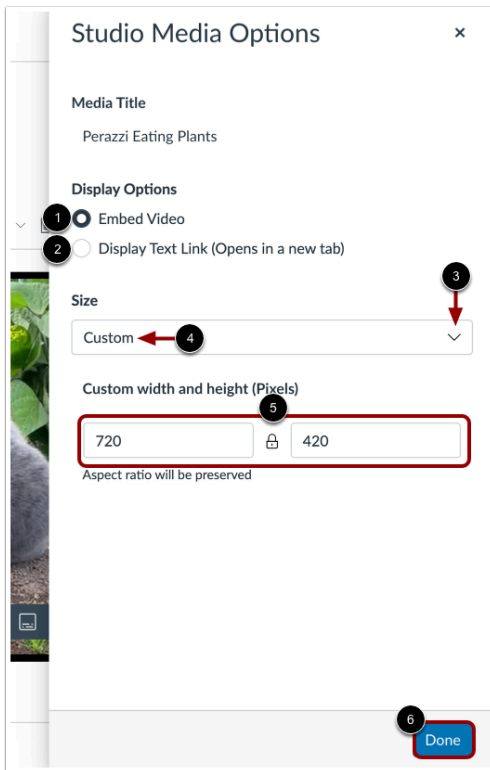 Studio Media Options
Media Title
Perazzi Eating Plants
Display Options
1 Embed Video
2 Display Text Link (Opens in a new tab)
3
Size
Custom 4
Custom width and height (Pixels)
5
720 420
Aspect ratio will be preserved
6
Done